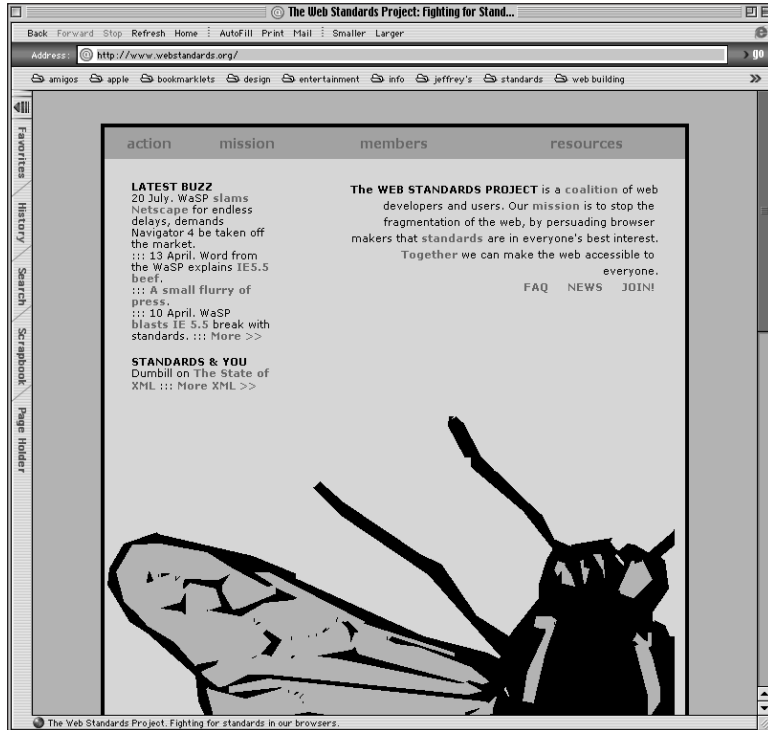 The Web Standards Project: Fighting for Stand...
Back Forward Stop Refresh Home AutoFill Print Mail Smaller Larger
Address: http://www.webstandards.org/ go
amigos apple bookmarklets design entertainment info jeffrey's standards web building
Favorites
History
Search
Scrapbook
Page Holder
action mission members resources
LATEST BUZZ
20 July. WaSP slams
Netscape for endless
delays, demands
Navigator 4 be taken off
the market.
::: 13 April. Word from
the WaSP explains IE5.5
beef.
::: A small flurry of
press.
::: 10 April. WaSP
blasts IE 5.5 break with
standards. ::: More >>
STANDARDS & YOU
Dumbill on The State of
XML ::: More XML >>
The WEB STANDARDS PROJECT is a coalition of web
developers and users. Our mission is to stop the
fragmentation of the web, by persuading browser
makers that standards are in everyone's best interest.
Together we can make the web accessible to
everyone.
FAQ NEWS JOIN!
The Web Standards Project. Fighting for standards in our browsers.